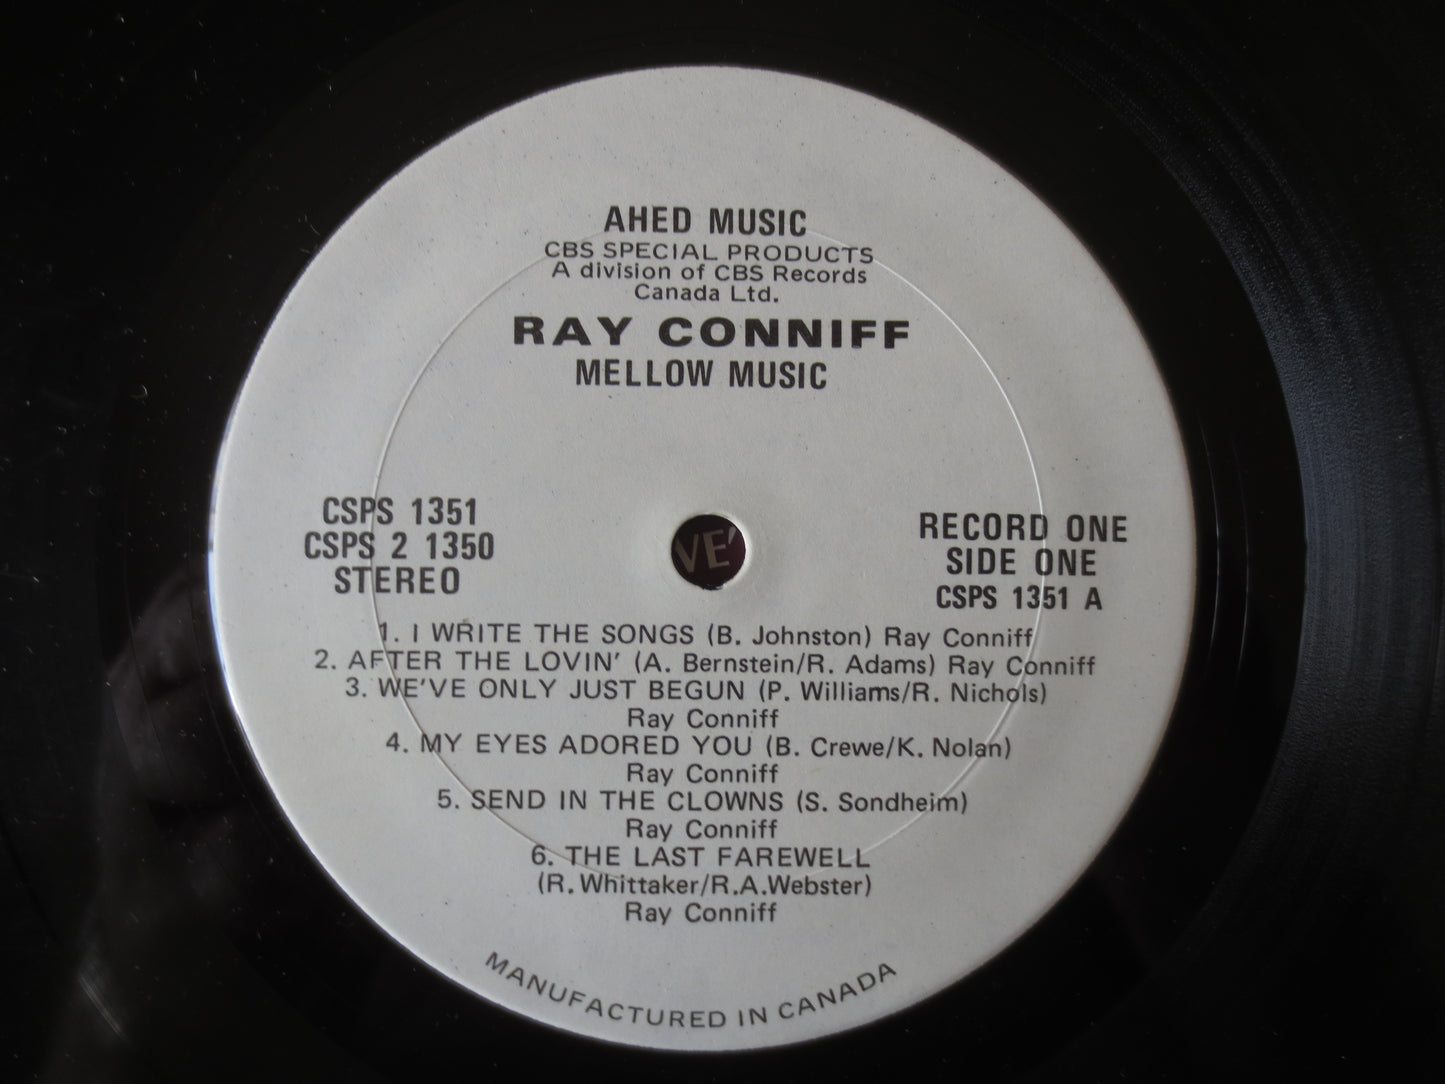 AHED MUSIC
CBS SPECIAL PRODUCTS
A division of CBS Records
Canada Ltd.
RAY CONNIFF
MELLOW MUSIC
CSPS 1351
CSPS 2 1350
STEREO
RECORD ONE
SIDE ONE
CSPS 1351 A
VE'
1. I WRITE THE SONGS (B. Johnston) Ray Conniff
2. AFTER THE LOVIN' (A. Bernstein/R. Adams) Ray Conniff
3. WE'VE ONLY JUST BEGUN (P. Williams/R. Nichols)
Ray Conniff
4. MY EYES ADORED YOU (B. Crewe/K. Nolan)
Ray Conniff
5. SEND IN THE CLOWNS (S. Sondheim)
Ray Conniff
6. THE LAST FAREWELL
(R. Whittaker/R.A.Webster)
Ray Conniff
MANUFACTURED IN CANADA